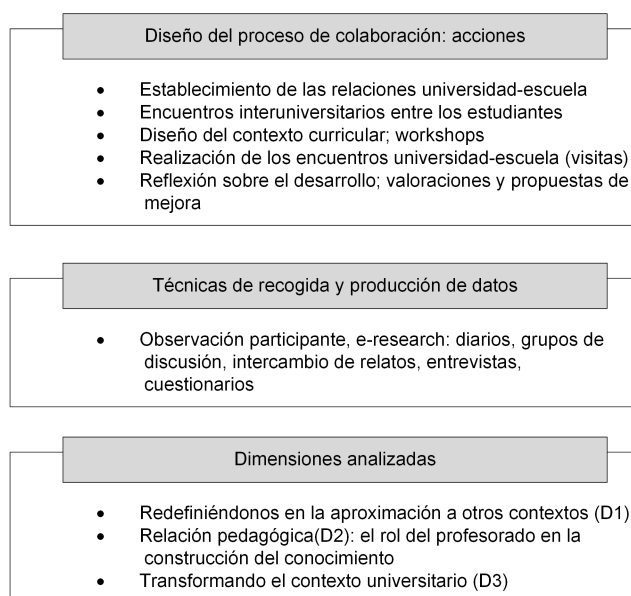 Diseño del proceso de colaboración: acciones
• Establecimiento de las relaciones universidad-escuela
• Encuentros interuniversitarios entre los estudiantes
• Diseño del contexto curricular; workshops
• Realización de los encuentros universidad-escuela (visitas)
• Reflexión sobre el desarrollo; valoraciones y propuestas de
mejora
Técnicas de recogida y producción de datos
• Observación participante, e-research: diarios, grupos de
discusión, intercambio de relatos, entrevistas,
cuestionarios
Dimensiones analizadas
• Redefiniéndonos en la aproximación a otros contextos (D1)
• Relación pedagógica(D2): el rol del profesorado en la
construcción del conocimiento
• Transformando el contexto universitario (D3)